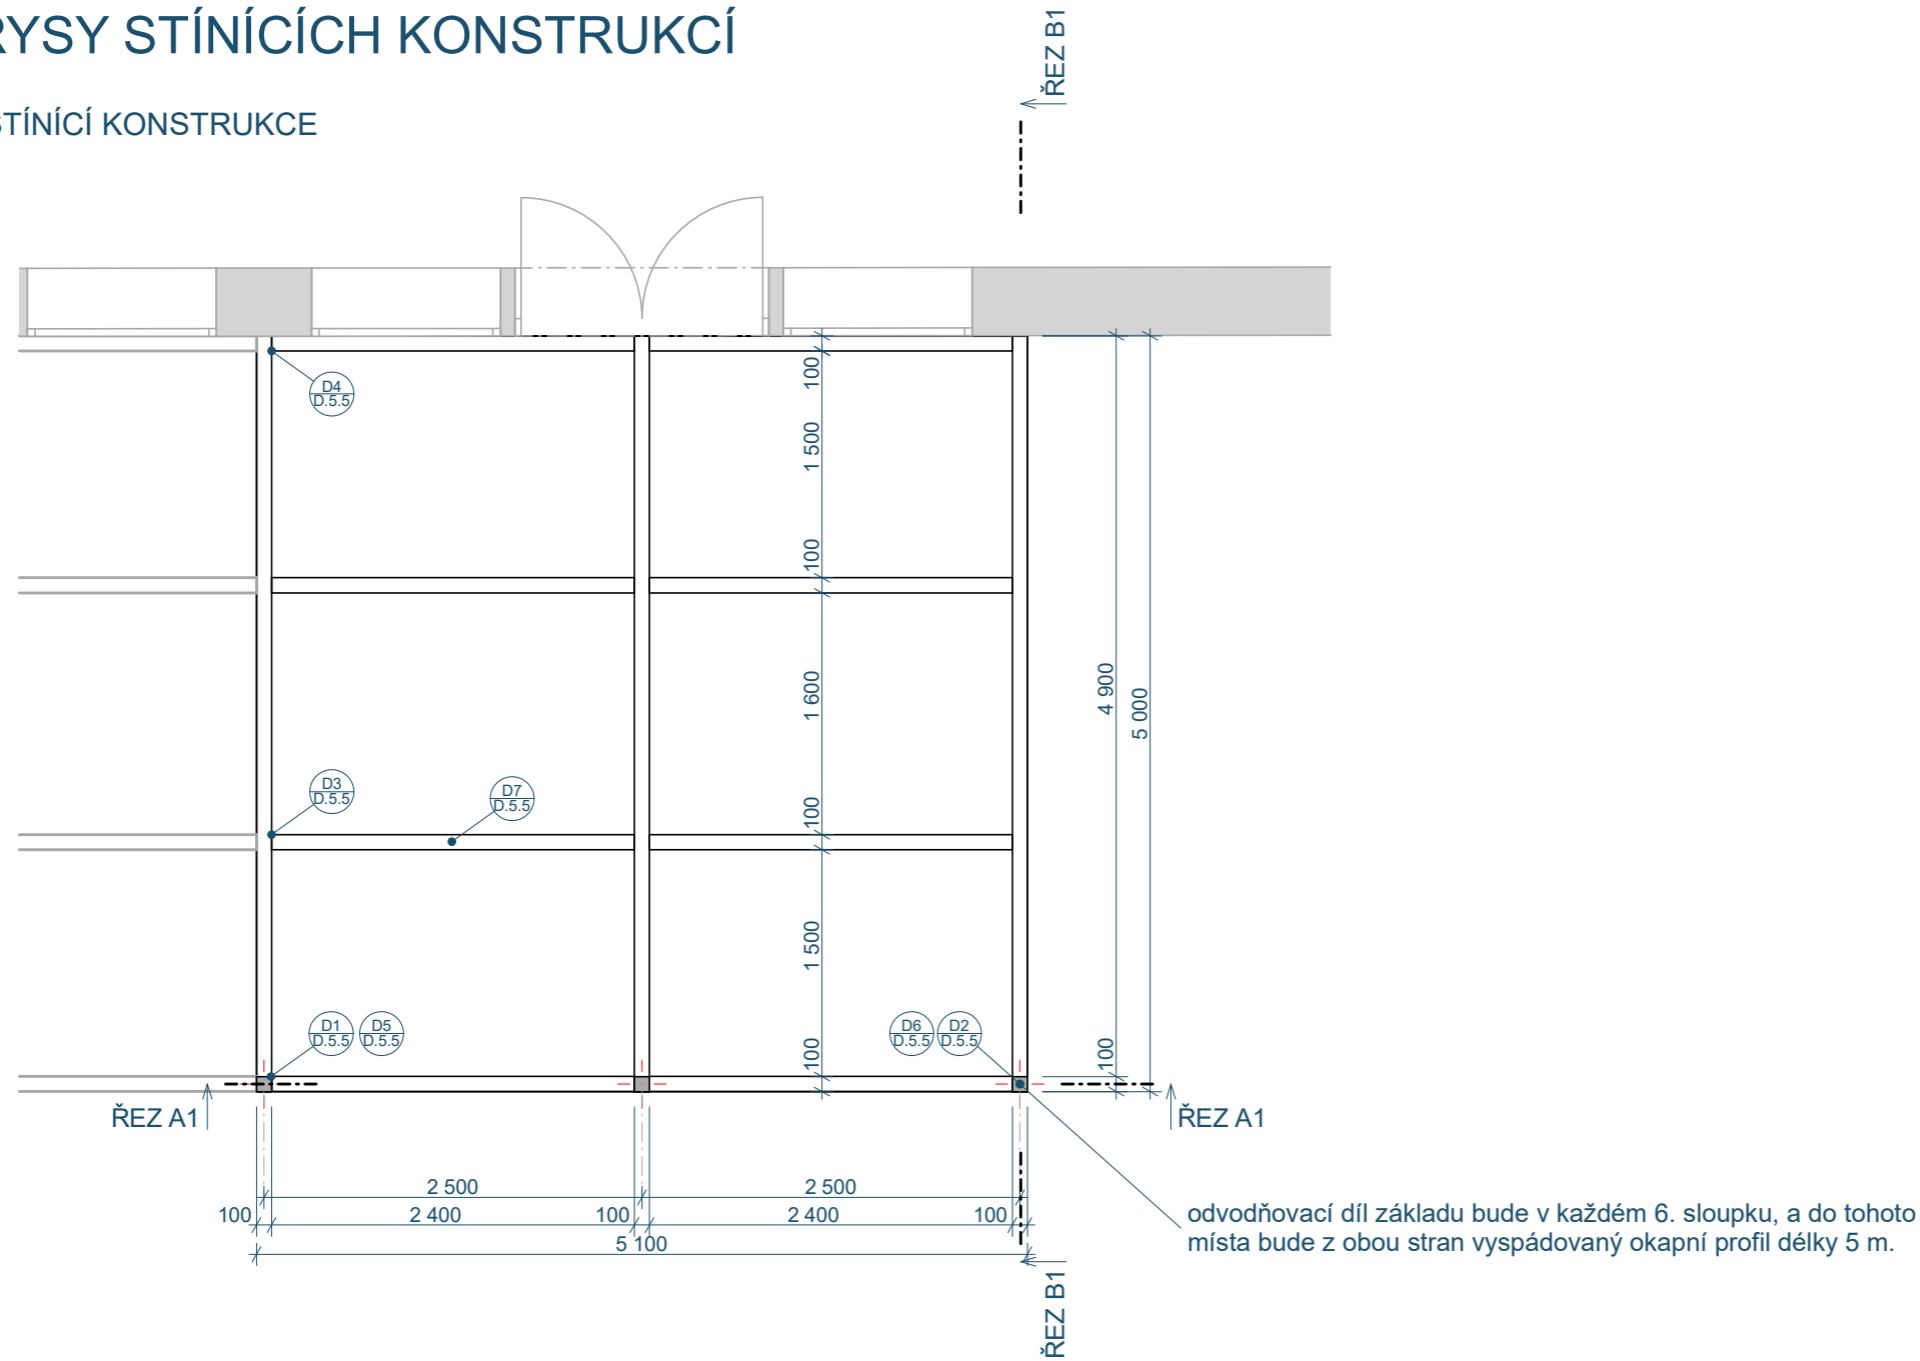 RYSY STÍNÍCÍCH KONSTRUKCÍ
STÍNÍCÍ KONSTRUKCE
ŘEZ B1
D4
D.5.5
100
1 500
100
1 600
100
1 500
100
4 900
100
5 000
D3
D.5.5
D7
D.5.5
D1
D.5.5
D5
D.5.5
D6
D.5.5
D2
D.5.5
ŘEZ A1
ŘEZ A1
2 500
2 500
100
2 400
100
2 400
100
5 100
odvodňovací díl základu bude v každém 6. sloupku, a do tohoto
místa bude z obou stran vyspádovaný okapní profil délky 5 m.
ŘEZ B1